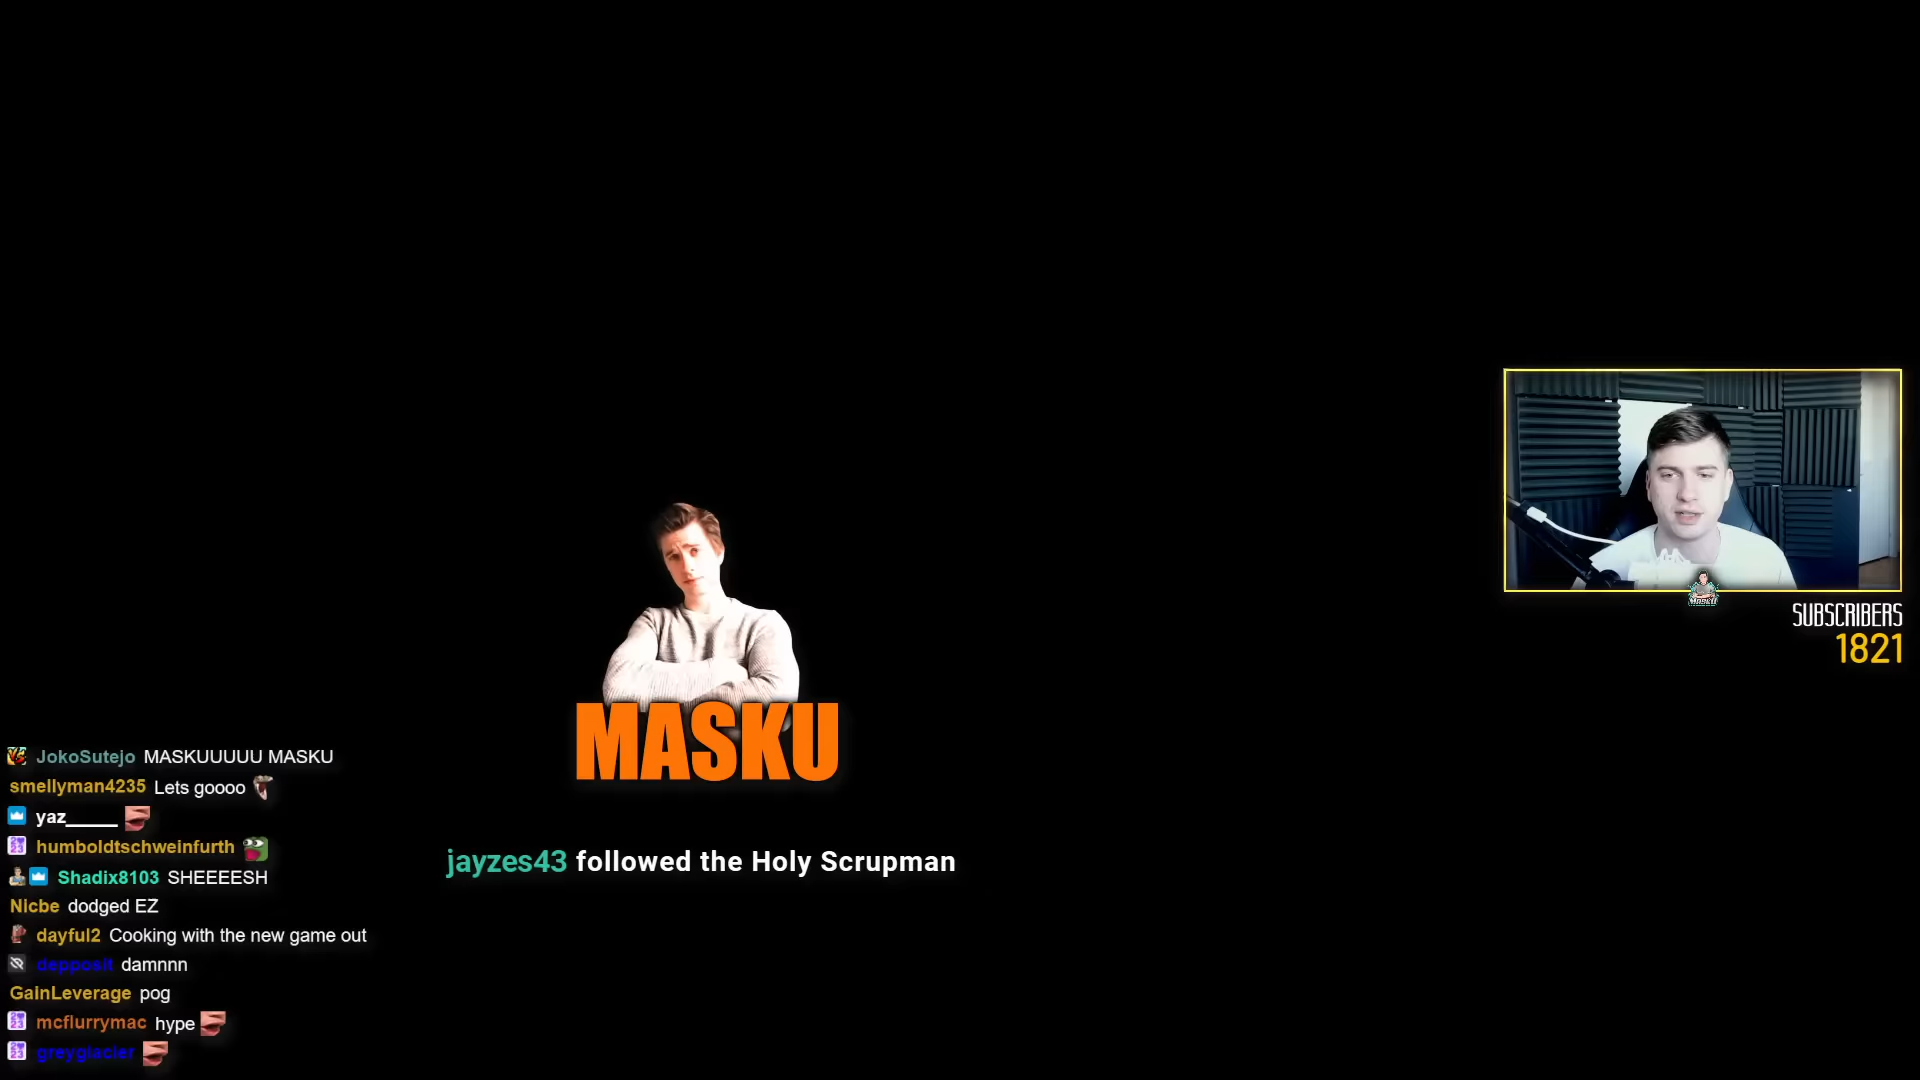 JokoSutejo MASKUUUUU MASKU
smellyman4235 Lets goooo
yaz_____
humboldtschweinfurth
Shadix8103 SHEEEESH
Nicbe dodged EZ
dayful2 Cooking with the new game out
depposit damnnn
GainLeverage pog
mcflurrymac hype
greyglacier
MASKU
jayzes43 followed the Holy Scrupman
MASKU
SUBSCRIBERS
1821